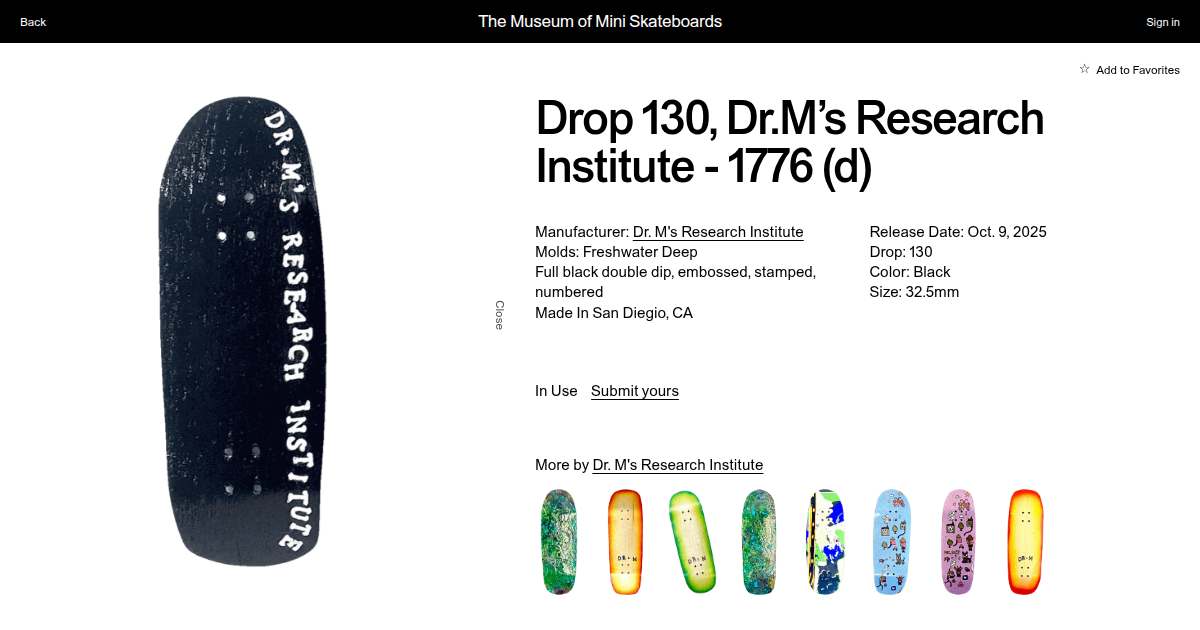 Back
The Museum of Mini Skateboards
Sign in
☆ Add to Favorites
DR.M'S RESEARCH INSTITUTE
Close
Drop 130, Dr.M’s Research
Institute - 1776 (d)
Manufacturer: Dr. M's Research Institute
Molds: Freshwater Deep
Full black double dip, embossed, stamped,
numbered
Made In San Diegio, CA
Release Date: Oct. 9, 2025
Drop: 130
Color: Black
Size: 32.5mm
In Use Submit yours
More by Dr. M's Research Institute
DR. M
DR. M
DR. M